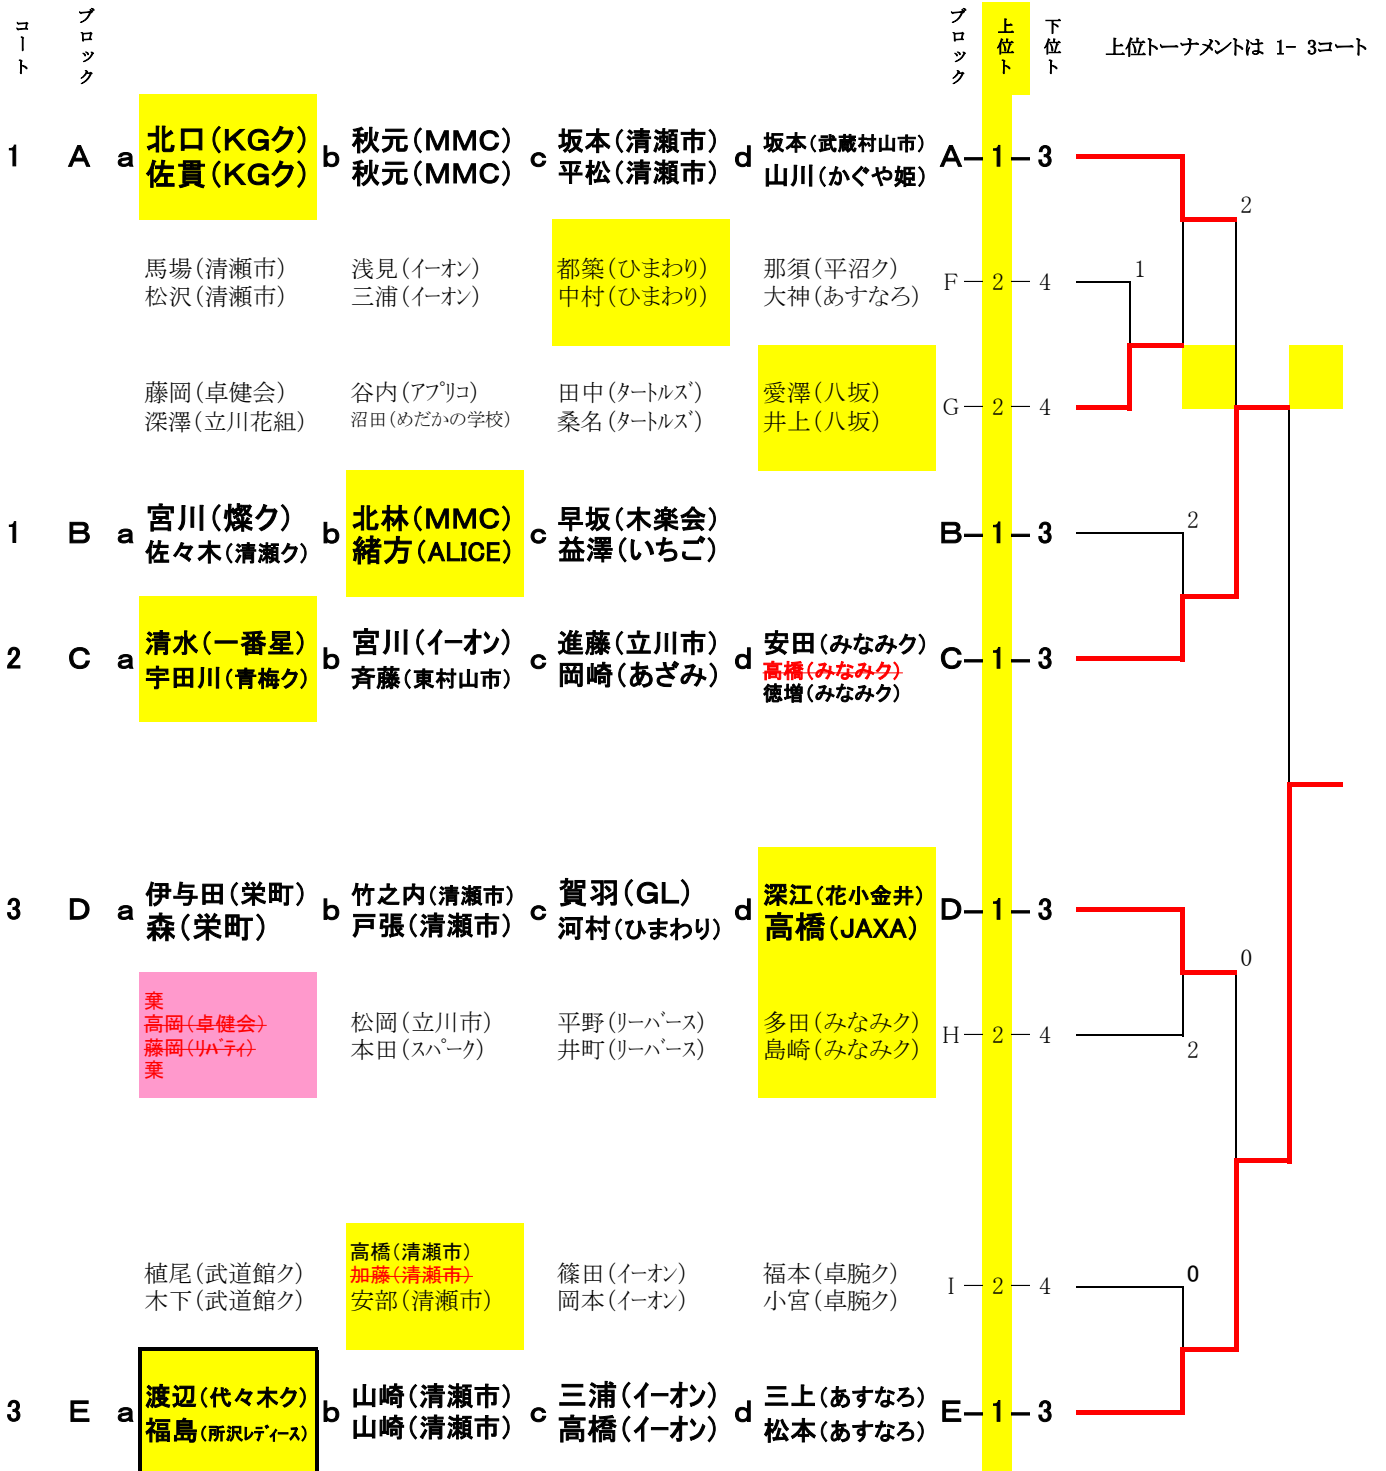 コート ブロック ブロック 上位ト 下位ト 上位トーナメントは 1- 3コート
1 A a 北口(KGク) b 秋元(MMC) c 坂本(清瀬市) d 坂本(武蔵村山市) A 1 3
佐貫(KGク) 秋元(MMC) 平松(清瀬市) 山川(かぐや姫)
2
馬場(清瀬市) 浅見(イーオン) 都築(ひまわり) 那須(平沼ク) F 2 4 1
松沢(清瀬市) 三浦(イーオン) 中村(ひまわり) 大神(あすなろ)
藤岡(卓健会) 谷内(アプリコ) 田中(タートルズ) 愛澤(八坂) G 2 4
深澤(立川花組) 沼田(めだかの学校) 桑名(タートルズ) 井上(八坂)
1 B a 宮川(燦ク) b 北林(MMC) c 早坂(木楽会) B 1 3 2
佐々木(清瀬ク) 緒方(ALICE) 益澤(いちご)
2 C a 清水(一番星) b 宮川(イーオン) c 進藤(立川市) d 安田(みなみク) C 1 3
宇田川(青梅ク) 斉藤(東村山市) 岡崎(あざみ) 高橋(みなみク)
徳増(みなみク)
3 D a 伊与田(栄町) b 竹之内(清瀬市) c 賀羽(GL) d 深江(花小金井) D 1 3
森(栄町) 戸張(清瀬市) 河村(ひまわり) 高橋(JAXA)
0
棄
高岡(卓健会) 松岡(立川市) 平野(リーバース) 多田(みなみク) H 2 4
藤岡(リバティ) 本田(スパーク) 井町(リーバース) 島崎(みなみク) 2
棄
高橋(清瀬市)
植尾(武道館ク) 加藤(清瀬市) 篠田(イーオン) 福本(卓腕ク) I 2 4 0
木下(武道館ク) 安部(清瀬市) 岡本(イーオン) 小宮(卓腕ク)
3 E a 渡辺(代々木ク) b 山崎(清瀬市) c 三浦(イーオン) d 三上(あすなろ) E 1 3
福島(所沢レディース) 山崎(清瀬市) 高橋(イーオン) 松本(あすなろ)